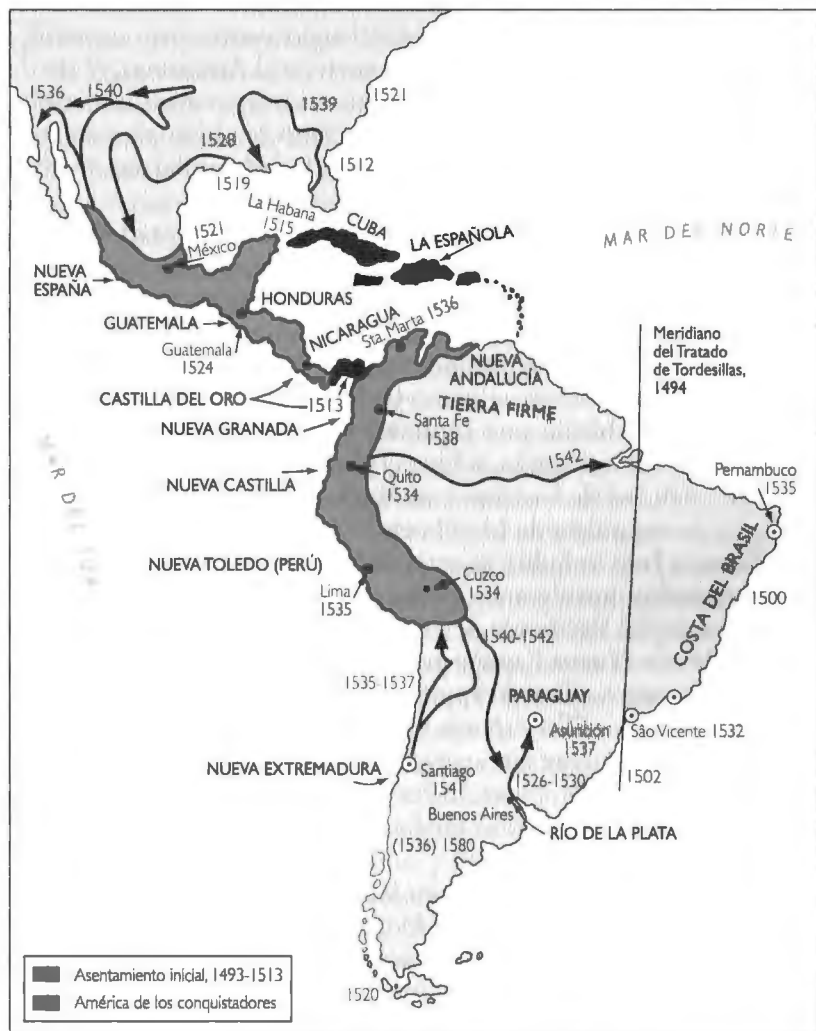 1536
1540
1539
1521
1528
1512
1519
La Habana
1515
CUBA
LA ESPAÑOLA
MAR DEL NORTE
1521
México
NUEVA
ESPAÑA
HONDURAS
GUATEMALA
NICARAGUA
Sta. Marta 1536
Guatemala
1524
NUEVA
ANDALUCÍA
Meridiano
del Tratado
de Tordesillas,
1494
CASTILLA DEL ORO
1513
TIERRA FIRME
NUEVA GRANADA
Santa Fe
1538
MAR DEL SUR
1542
NUEVA CASTILLA
Quito
1534
Pernambuco
1535
NUEVA TOLEDO (PERÚ)
Cuzco
1534
Lima
1535
COSTA DEL BRASIL
1500
1540-1542
1535-1537
PARAGUAY
Asunción
1537
São Vicente 1532
NUEVA EXTREMADURA
Santiago
1541
1526-1530
1502
Buenos Aires
RÍO DE LA PLATA
(1536) 1580
Asentamiento inicial, 1493-1513
América de los conquistadores
1520